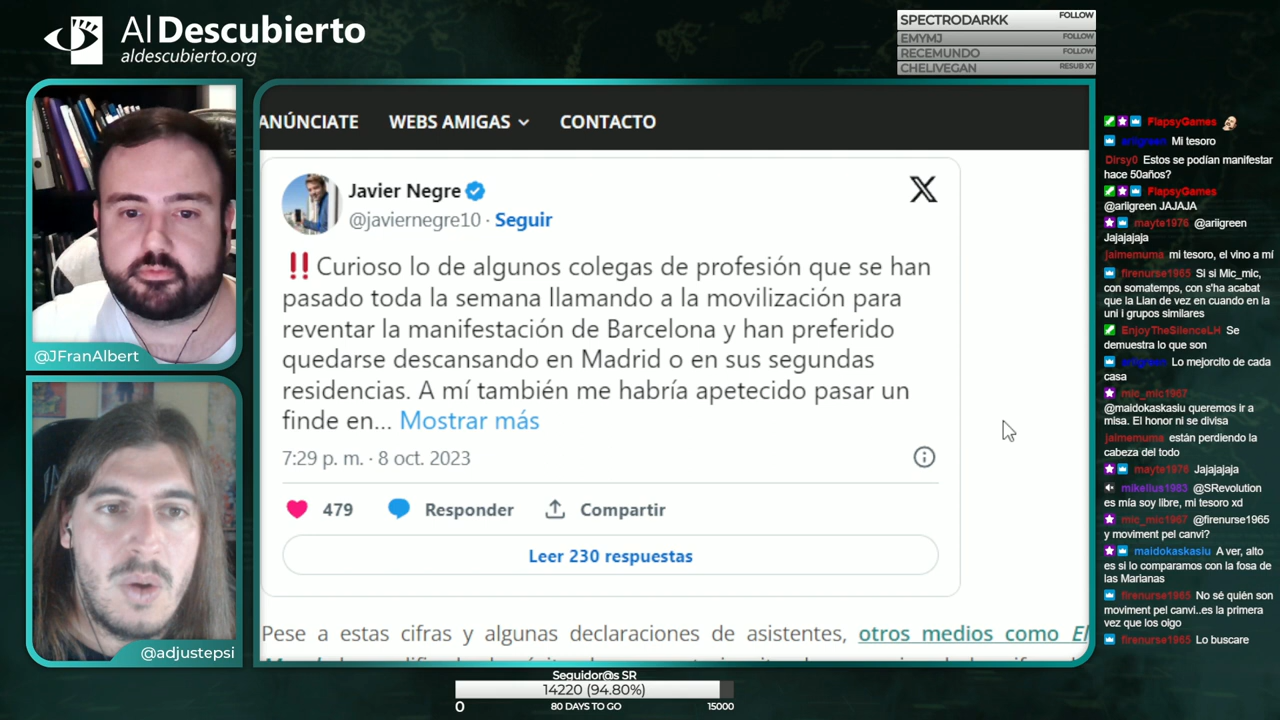 Al Descubierto
aldescubierto.org
SPECTRODARKK FOLLOW
EMYMJ FOLLOW
RECEMUNDO FOLLOW
CHELIVEGAN RESUB X7
@JFranAlbert
@adjustepsi
ANÚNCIATE WEBS AMIGAS CONTACTO
Javier Negre
@javiernegre10 · Seguir
X
‼️Curioso lo de algunos colegas de profesión que se han
pasado toda la semana llamando a la movilización para
reventar la manifestación de Barcelona y han preferido
quedarse descansando en Madrid o en sus segundas
residencias. A mí también me habría apetecido pasar un
finde en... Mostrar más
7:29 p. m. · 8 oct. 2023
479 Responder Compartir
Leer 230 respuestas
Pese a estas cifras y algunas declaraciones de asistentes, otros medios como El
FlapsyGames
ariigreen Mi tesoro
Dirsy0 Estos se podían manifestar
hace 50años?
FlapsyGames
@ariigreen JAJAJA
mayte1976 @ariigreen
Jajajajaja
jaimemuma mi tesoro, el vino a mí
firenurse1965 Si si Mic_mic,
con somatemps, con s'ha acabat
que la Lian de vez en cuando en la
uni i grupos similares
EnjoyTheSilenceLH Se
demuestra lo que son
ariigreen Lo mejorcito de cada
casa
mic_mic1967
@maidokaskasiu queremos ir a
misa. El honor ni se divisa
jaimemuma están perdiendo la
cabeza del todo
mayte1976 Jajajajaja
mikelius1983 @SRevolution
es mía soy libre, mi tesoro xd
mic_mic1967 @firenurse1965
y moviment pel canvi?
maidokaskasiu A ver, alto
es si lo comparamos con la fosa de
las Marianas
firenurse1965 No sé quién son
moviment pel canvi..es la primera
vez que los oigo
firenurse1965 Lo buscare
Seguidor@s SR
14220 (94.80%)
0 80 DAYS TO GO 15000